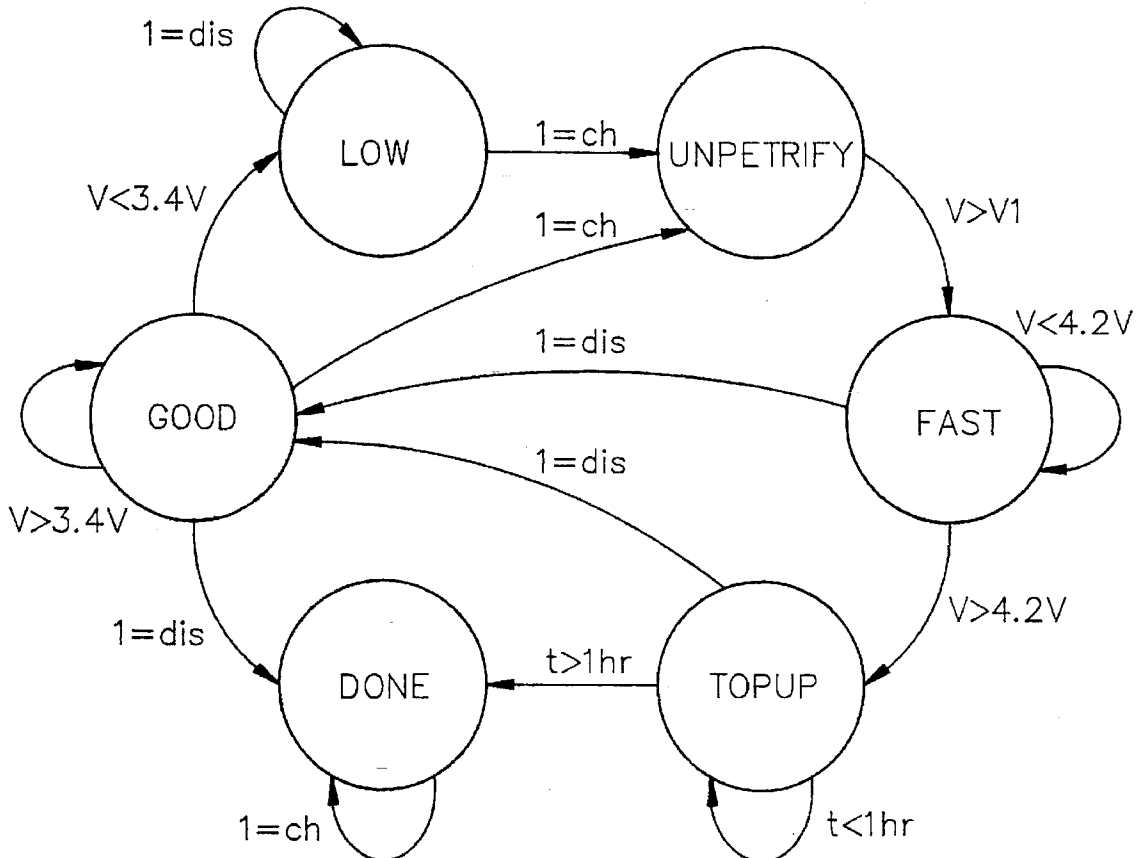 1=dis
LOW
1=ch
UNPETRIFY
V<3.4V
1=ch
V>V1
V<4.2V
1=dis
GOOD
FAST
1=dis
V>3.4V
V>4.2V
1=dis
t>1hr
DONE
TOPUP
1=ch
t<1hr